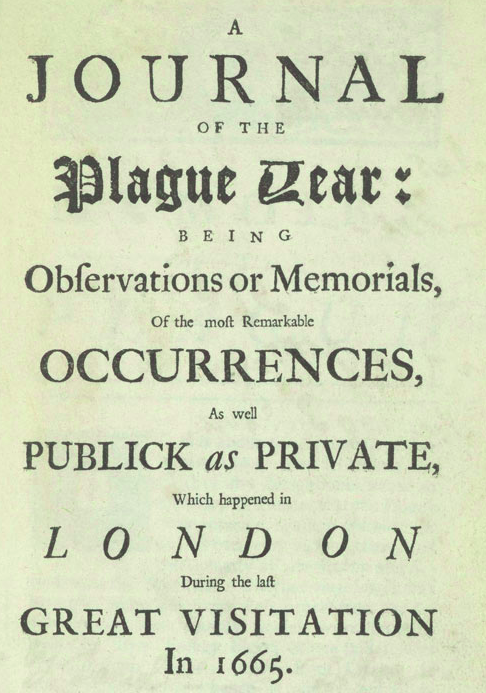 A
JOURNAL
OF THE
Plague Year:
BEING
Obſervations or Memorials,
Of the moſt Remarkable
OCCURRENCES,
As well
PUBLICK as PRIVATE,
Which happened in
LONDON
During the laſt
GREAT VISITATION
In 1665.